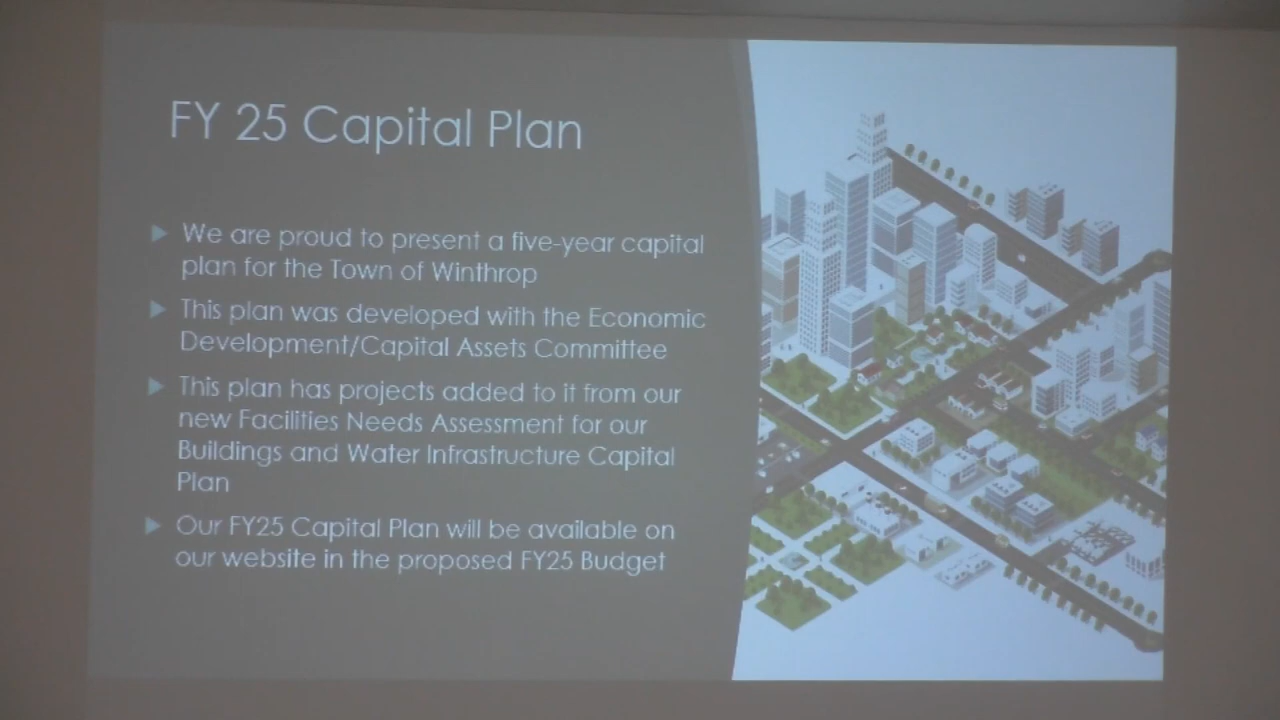 FY 25 Capital Plan
We are proud to present a five-year capital
plan for the Town of Winthrop
This plan was developed with the Economic
Development/Capital Assets Committee
This plan has projects added to it from our
new Facilities Needs Assessment for our
Buildings and Water Infrastructure Capital
Plan
Our FY25 Capital Plan will be available on
our website in the proposed FY25 Budget